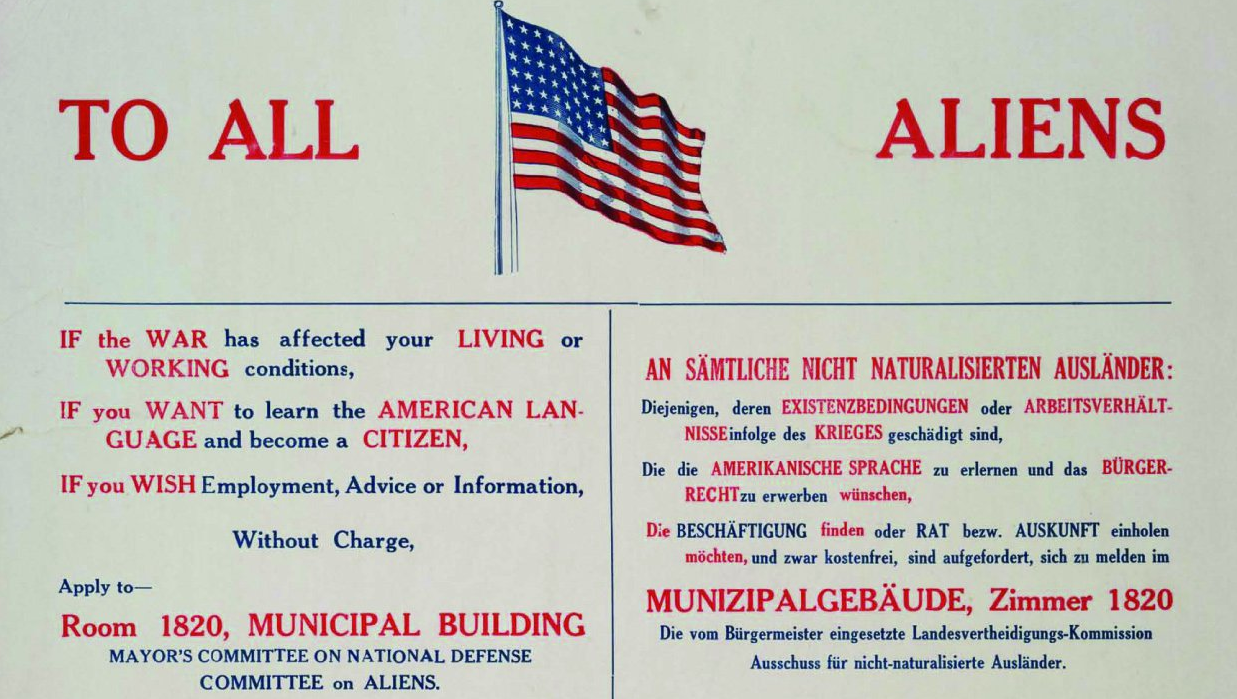 TO ALL ALIENS
IF the WAR has affected your LIVING or
WORKING conditions,
IF you WANT to learn the AMERICAN LAN-
GUAGE and become a CITIZEN,
IF you WISH Employment, Advice or Information,
Without Charge,
Apply to—
Room 1820, MUNICIPAL BUILDING
MAYOR'S COMMITTEE ON NATIONAL DEFENSE
COMMITTEE on ALIENS.
AN SÄMTLICHE NICHT NATURALISIERTEN AUSLÄNDER:
Diejenigen, deren EXISTENZBEDINGUNGEN oder ARBEITSVERHÄLT-
NISSE infolge des KRIEGES geschädigt sind,
Die die AMERIKANISCHE SPRACHE zu erlernen und das BÜRGER-
RECHT zu erwerben wünschen,
Die BESCHÄFTIGUNG finden oder RAT bezw. AUSKUNFT einholen
möchten, und zwar kostenfrei, sind aufgefordert, sich zu melden im
MUNIZIPALGEBÄUDE, Zimmer 1820
Die vom Bürgermeister eingesetzte Landesvertheidigungs-Kommission
Ausschuss für nicht-naturalisierte Ausländer.